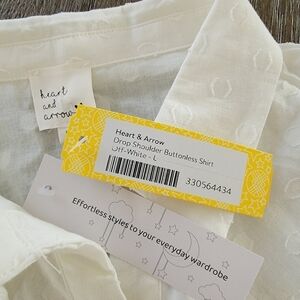 heart
and
arrow
Heart & Arrow
Drop Shoulder Buttonless Shirt
Off-White - L
330564434
Effortless styles to your everyday wardrobe